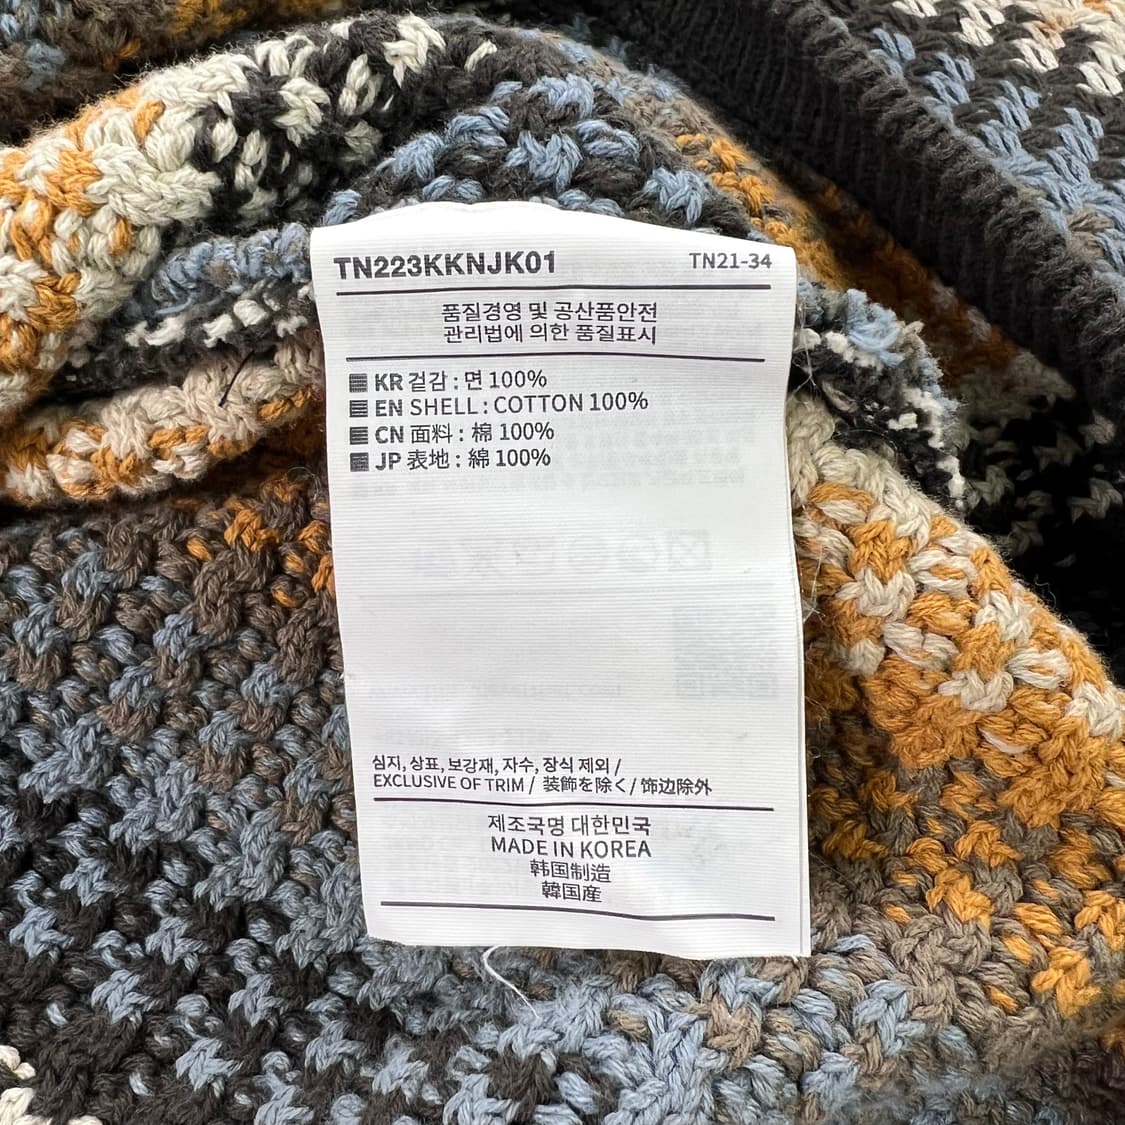 TN223KKNJK01 TN21-34
품질경영 및 공산품안전
관리법에 의한 품질표시
KR 겉감 : 면 100%
EN SHELL : COTTON 100%
CN 面料 : 棉 100%
JP 表地 : 綿 100%
심지, 상표, 보강재, 자수, 장식 제외 /
EXCLUSIVE OF TRIM / 装飾を除く / 饰边除外
제조국명 대한민국
MADE IN KOREA
韩国制造
韓国産